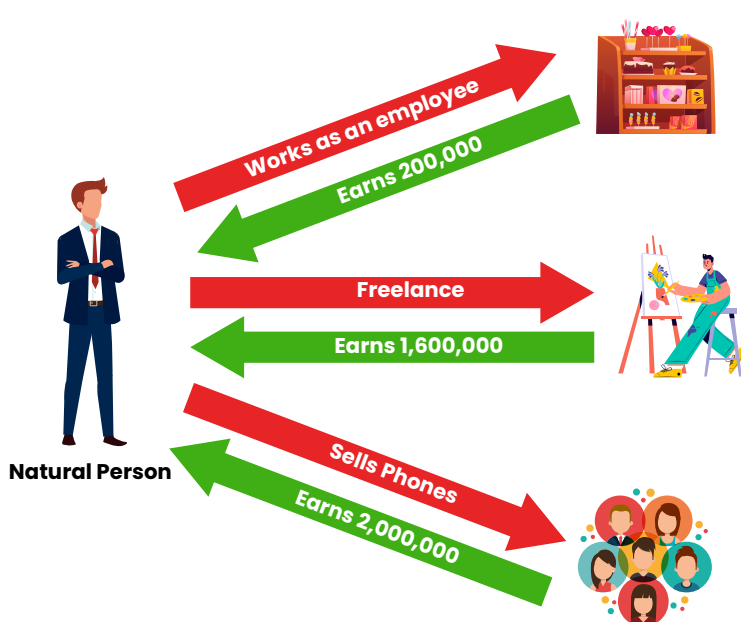 Works as an employee
Earns 200,000
Freelance
Earns 1,600,000
Sells Phones
Earns 2,000,000
Natural Person